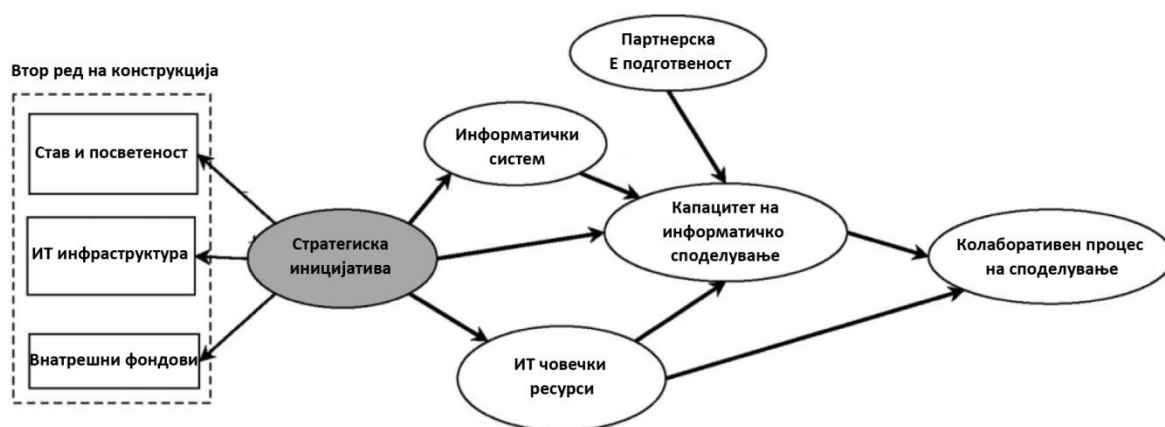 Партнерска
Е подготвеност
Втор ред на конструкција
Став и посветеност
ИТ инфраструктура
Внатрешни фондови
Стратегиска
иницијатива
Информатички
систем
Капацитет на
информатичко
споделување
ИТ човечки
ресурси
Колаборативен процес
на споделување